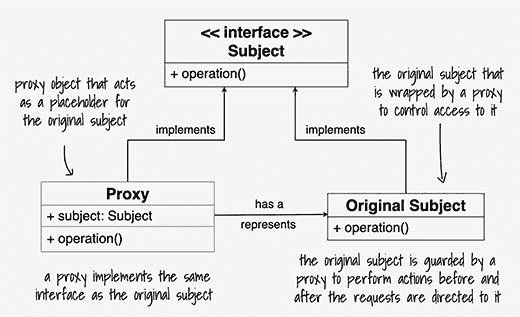 << interface >>
Subject
+ operation()
proxy object that acts
as a placeholder for
the original subject
the original subject that
is wrapped by a proxy
to control access to it
implements
implements
Proxy
+ subject: Subject
+ operation()
has a
represents
Original Subject
+ operation()
a proxy implements the same
interface as the original subject
the original subject is guarded by a
proxy to perform actions before and
after the requests are directed to it